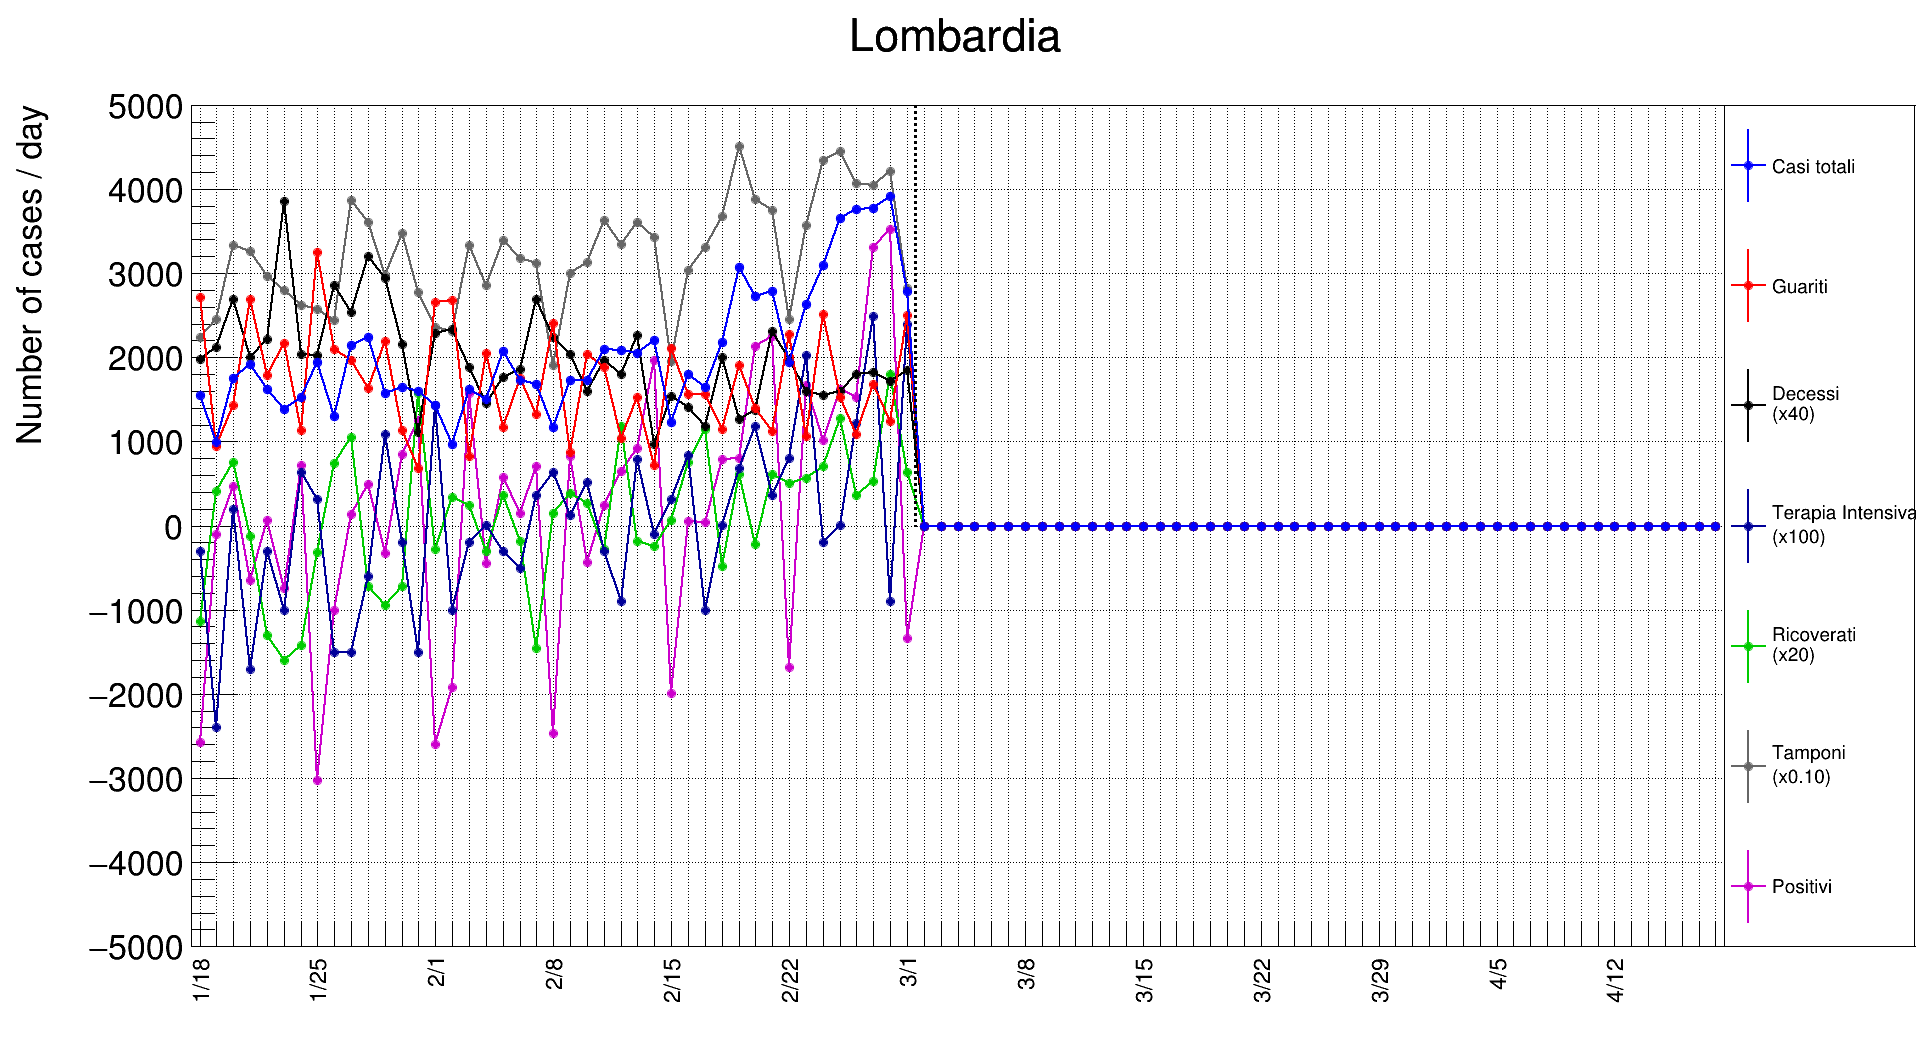 Lombardia
Number of cases / day
5000
4000
3000
2000
1000
0
−1000
−2000
−3000
−4000
−5000
1/18
1/25
2/1
2/8
2/15
2/22
3/1
3/8
3/15
3/22
3/29
4/5
4/12
Casi totali
Guariti
Decessi
(x40)
Terapia Intensiva
(x100)
Ricoverati
(x20)
Tamponi
(x0.10)
Positivi